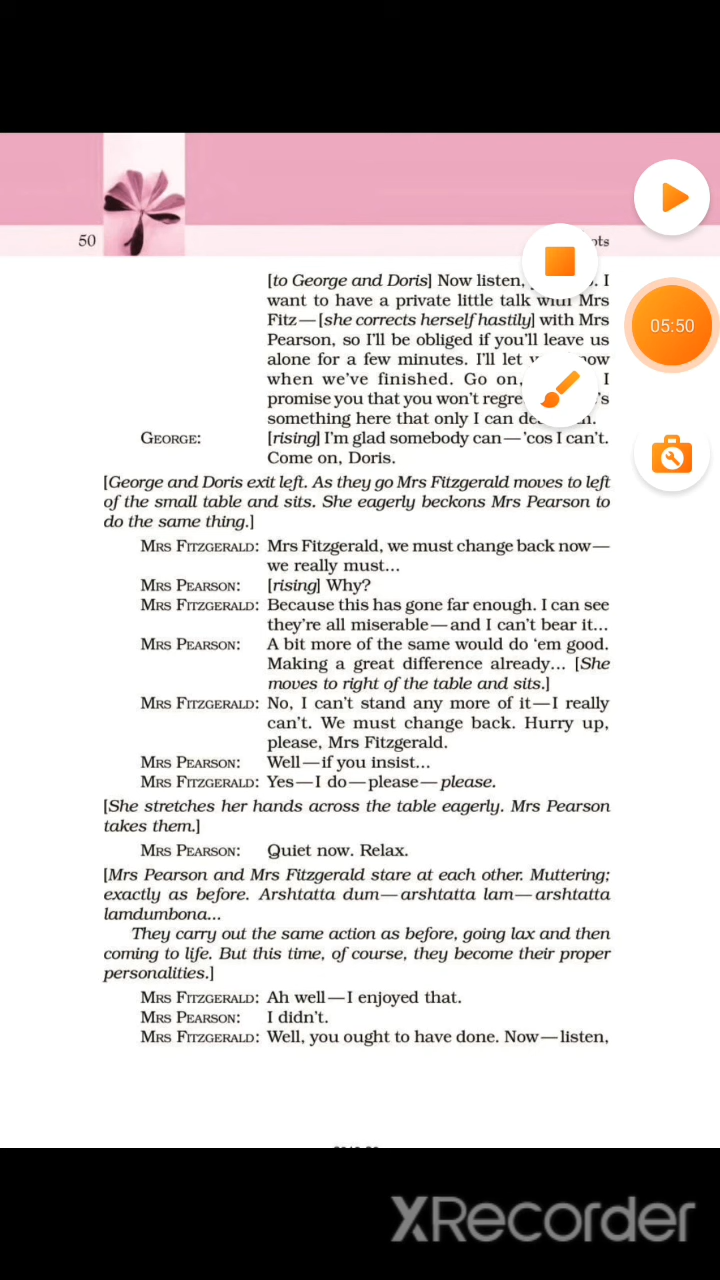 50
[to George and Doris] Now listen, I
want to have a private little talk with Mrs
Fitz—[she corrects herself hastily] with Mrs
Pearson, so I'll be obliged if you'll leave us
alone for a few minutes. I'll let
when we've finished. Go on, I
promise you that you won't
something here that only I can
GEORGE: [rising] I'm glad somebody can—'cos I can't.
Come on, Doris.
[George and Doris exit left. As they go Mrs Fitzgerald moves to left
of the small table and sits. She eagerly beckons Mrs Pearson to
do the same thing.]
MRS FITZGERALD: Mrs Fitzgerald, we must change back now—
we really must...
MRS PEARSON: [rising] Why?
MRS FITZGERALD: Because this has gone far enough. I can see
they're all miserable—and I can't bear it...
MRS PEARSON: A bit more of the same would do 'em good.
Making a great difference already... [She
moves to right of the table and sits.]
MRS FITZGERALD: No, I can't stand any more of it—I really
can't. We must change back. Hurry up,
please, Mrs Fitzgerald.
MRS PEARSON: Well—if you insist...
MRS FITZGERALD: Yes—I do—please—please.
[She stretches her hands across the table eagerly. Mrs Pearson
takes them.]
MRS PEARSON: Quiet now. Relax.
[Mrs Pearson and Mrs Fitzgerald stare at each other. Muttering;
exactly as before. Arshtatta dum—arshtatta lam—arshtatta
lamdumbona...
They carry out the same action as before, going lax and then
coming to life. But this time, of course, they become their proper
personalities.]
MRS FITZGERALD: Ah well—I enjoyed that.
MRS PEARSON: I didn't.
MRS FITZGERALD: Well, you ought to have done. Now—listen,
05:50
XRecorder